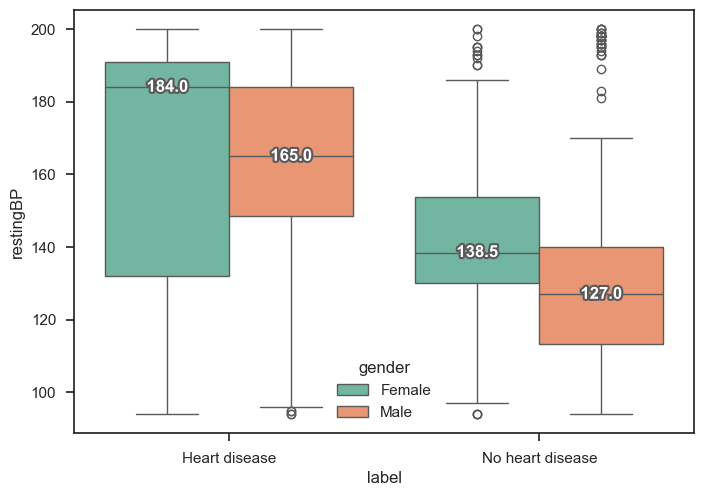 200
184.0
180
165.0
160
restingBP
140
138.5
127.0
120
gender
Female
100
Male
Heart disease
No heart disease
label